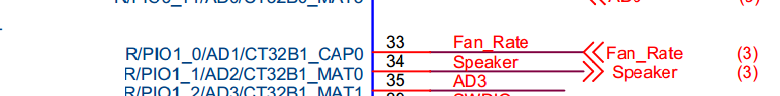 R/PIO1_0/AD1/CT32B1_CAP0 33 Fan_Rate Fan_Rate (3)
R/PIO1_1/AD2/CT32B1_MAT0 34 Speaker Speaker (3)
R/PIO1_2/AD3/CT32B1_MAT1 35 AD3